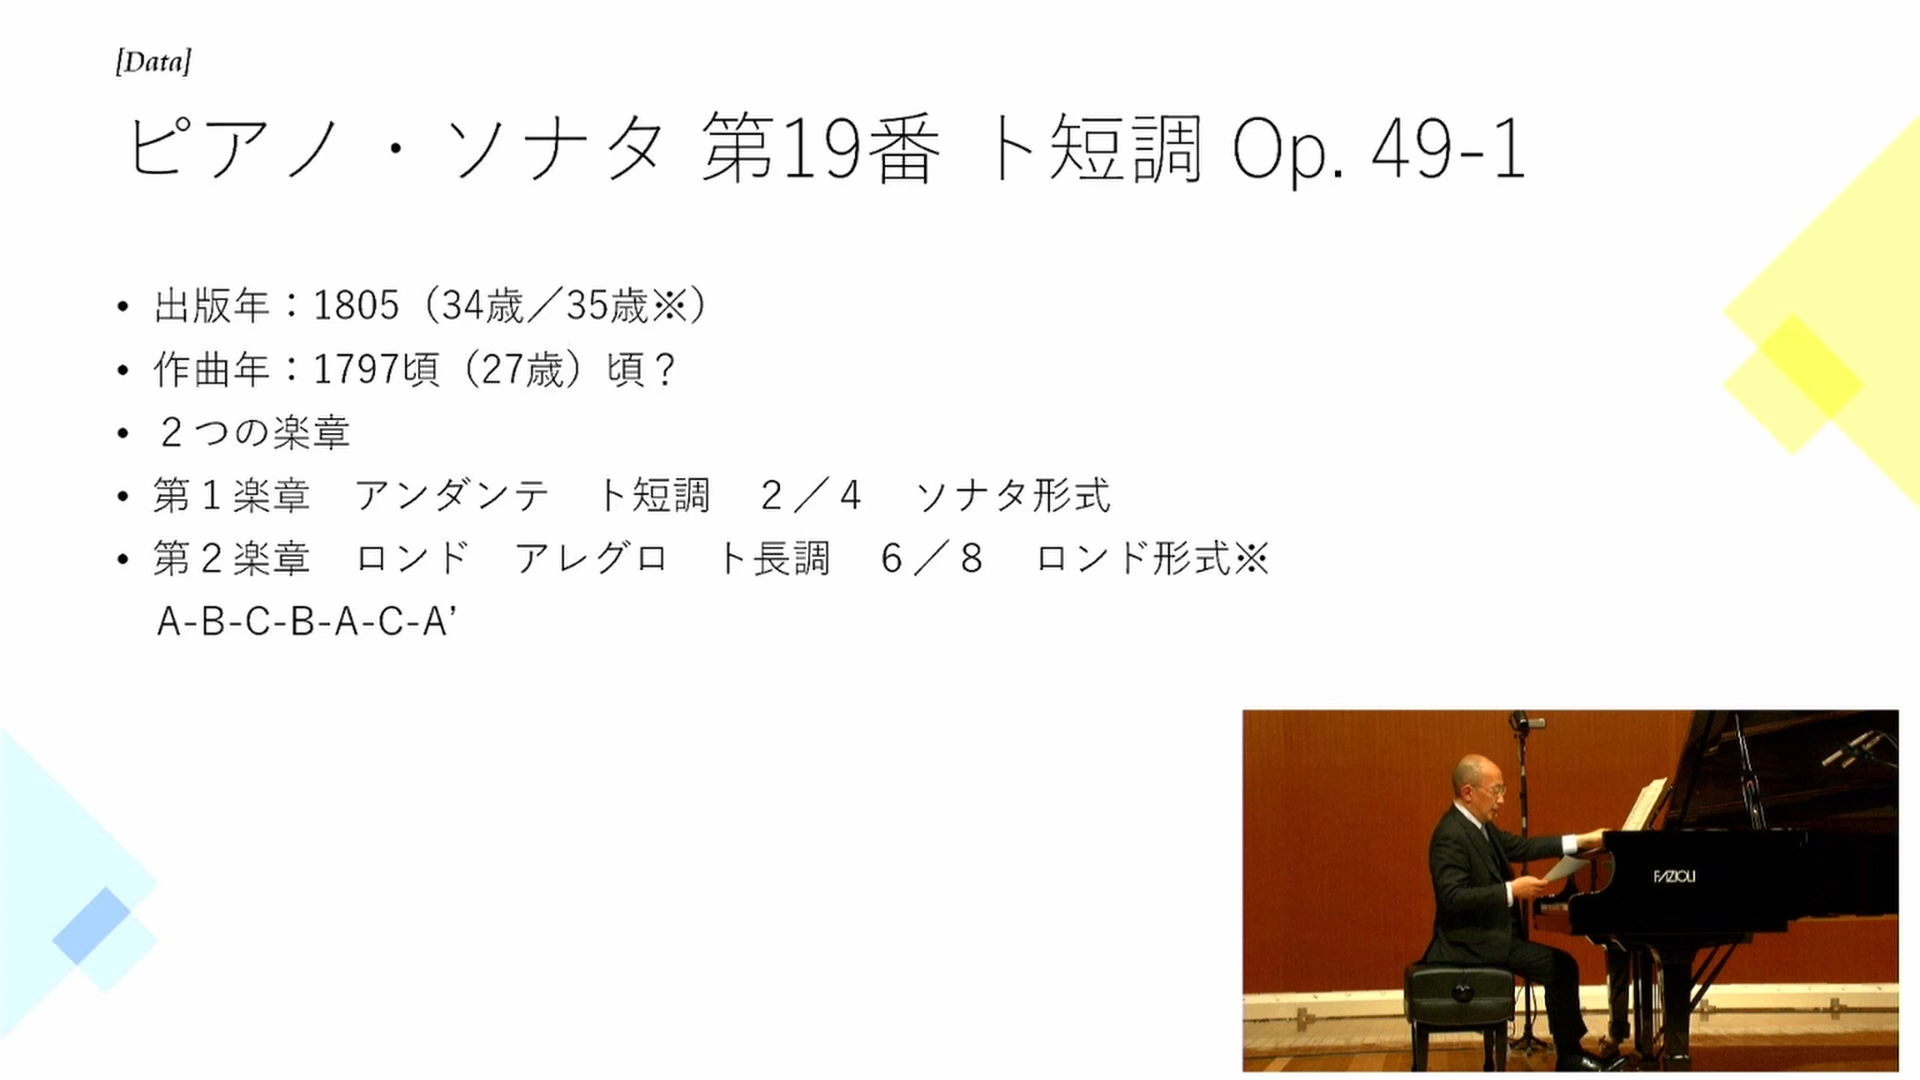 [Data]
ピアノ・ソナタ 第19番 ト短調 Op. 49-1
• 出版年：1805（34歳／35歳※）
• 作曲年：1797頃（27歳）頃？
• ２つの楽章
• 第１楽章　アンダンテ　ト短調　２／４　ソナタ形式
• 第２楽章　ロンド　アレグロ　ト長調　６／８　ロンド形式※
A-B-C-B-A-C-A’
FAZIOLI